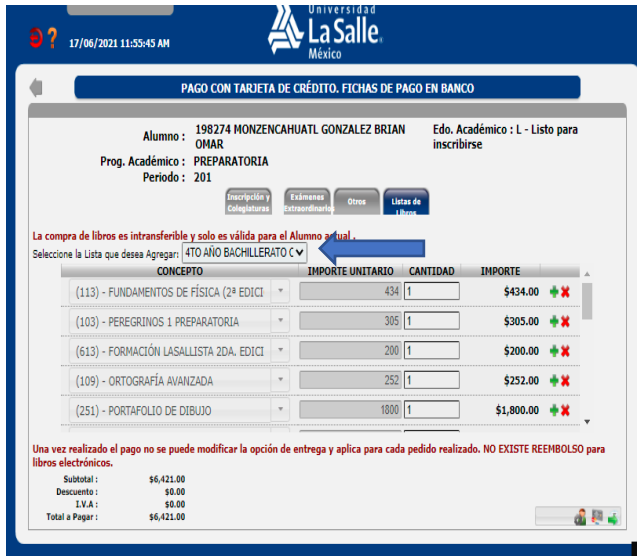 Universidad
La Salle
México
17/06/2021 11:55:45 AM
PAGO CON TARJETA DE CRÉDITO. FICHAS DE PAGO EN BANCO
Alumno : 198274 MONZENCAHUATL GONZALEZ BRIAN OMAR
Edo. Académico : L - Listo para inscribirse
Prog. Académico : PREPARATORIA
Periodo : 201
Inscripción y Colegiaturas
Exámenes Extraordinarios
Otros
Listas de Libros
La compra de libros es intransferible y solo es válida para el Alumno actual .
Seleccione la Lista que desea Agregar: 4TO AÑO BACHILLERATO C
CONCEPTO IMPORTE UNITARIO CANTIDAD IMPORTE
(113) - FUNDAMENTOS DE FÍSICA (2ª EDICI 434 1 $434.00
(103) - PEREGRINOS 1 PREPARATORIA 305 1 $305.00
(613) - FORMACIÓN LASALLISTA 2DA. EDICI 200 1 $200.00
(109) - ORTOGRAFÍA AVANZADA 252 1 $252.00
(251) - PORTAFOLIO DE DIBUJO 1800 1 $1,800.00
Una vez realizado el pago no se puede modificar la opción de entrega y aplica para cada pedido realizado. NO EXISTE REEMBOLSO para
libros electrónicos.
Subtotal : $6,421.00
Descuento : $0.00
I.V.A : $0.00
Total a Pagar : $6,421.00